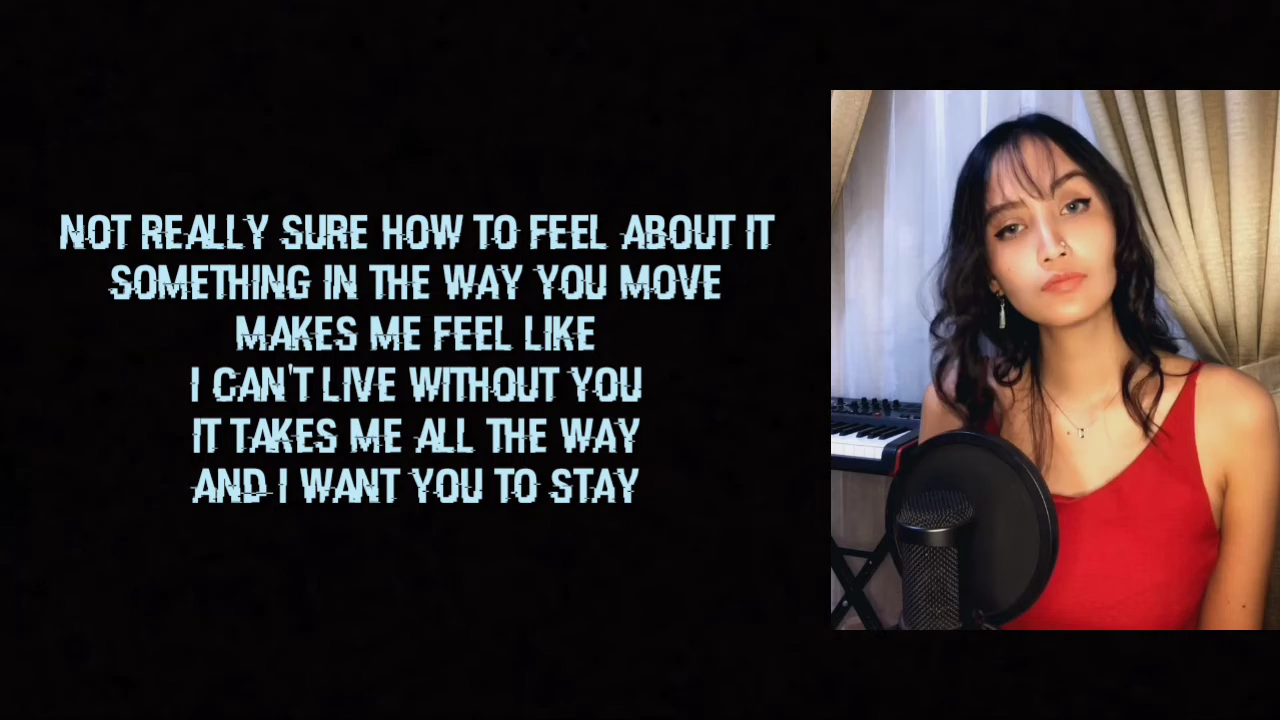 NOT REALLY SURE HOW TO FEEL ABOUT IT
SOMETHING IN THE WAY YOU MOVE
MAKES ME FEEL LIKE
I CAN'T LIVE WITHOUT YOU
IT TAKES ME ALL THE WAY
AND I WANT YOU TO STAY